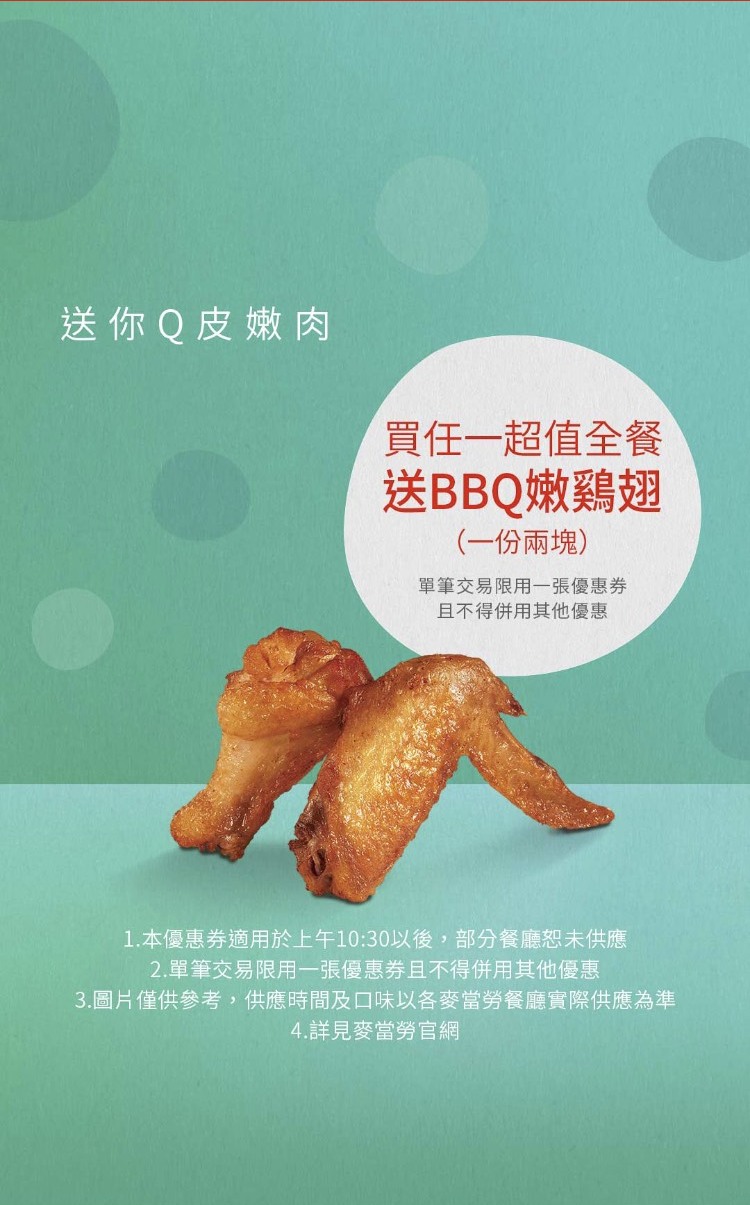 送你Q皮嫩肉
買任一超值全餐
送BBQ嫩鷄翅
(一份兩塊)
單筆交易限用一張優惠券
且不得併用其他優惠
1.本優惠券適用於上午10:30以後，部分餐廳恕未供應
2.單筆交易限用一張優惠券且不得併用其他優惠
3.圖片僅供參考，供應時間及口味以各麥當勞餐廳實際供應為準
4.詳見麥當勞官網